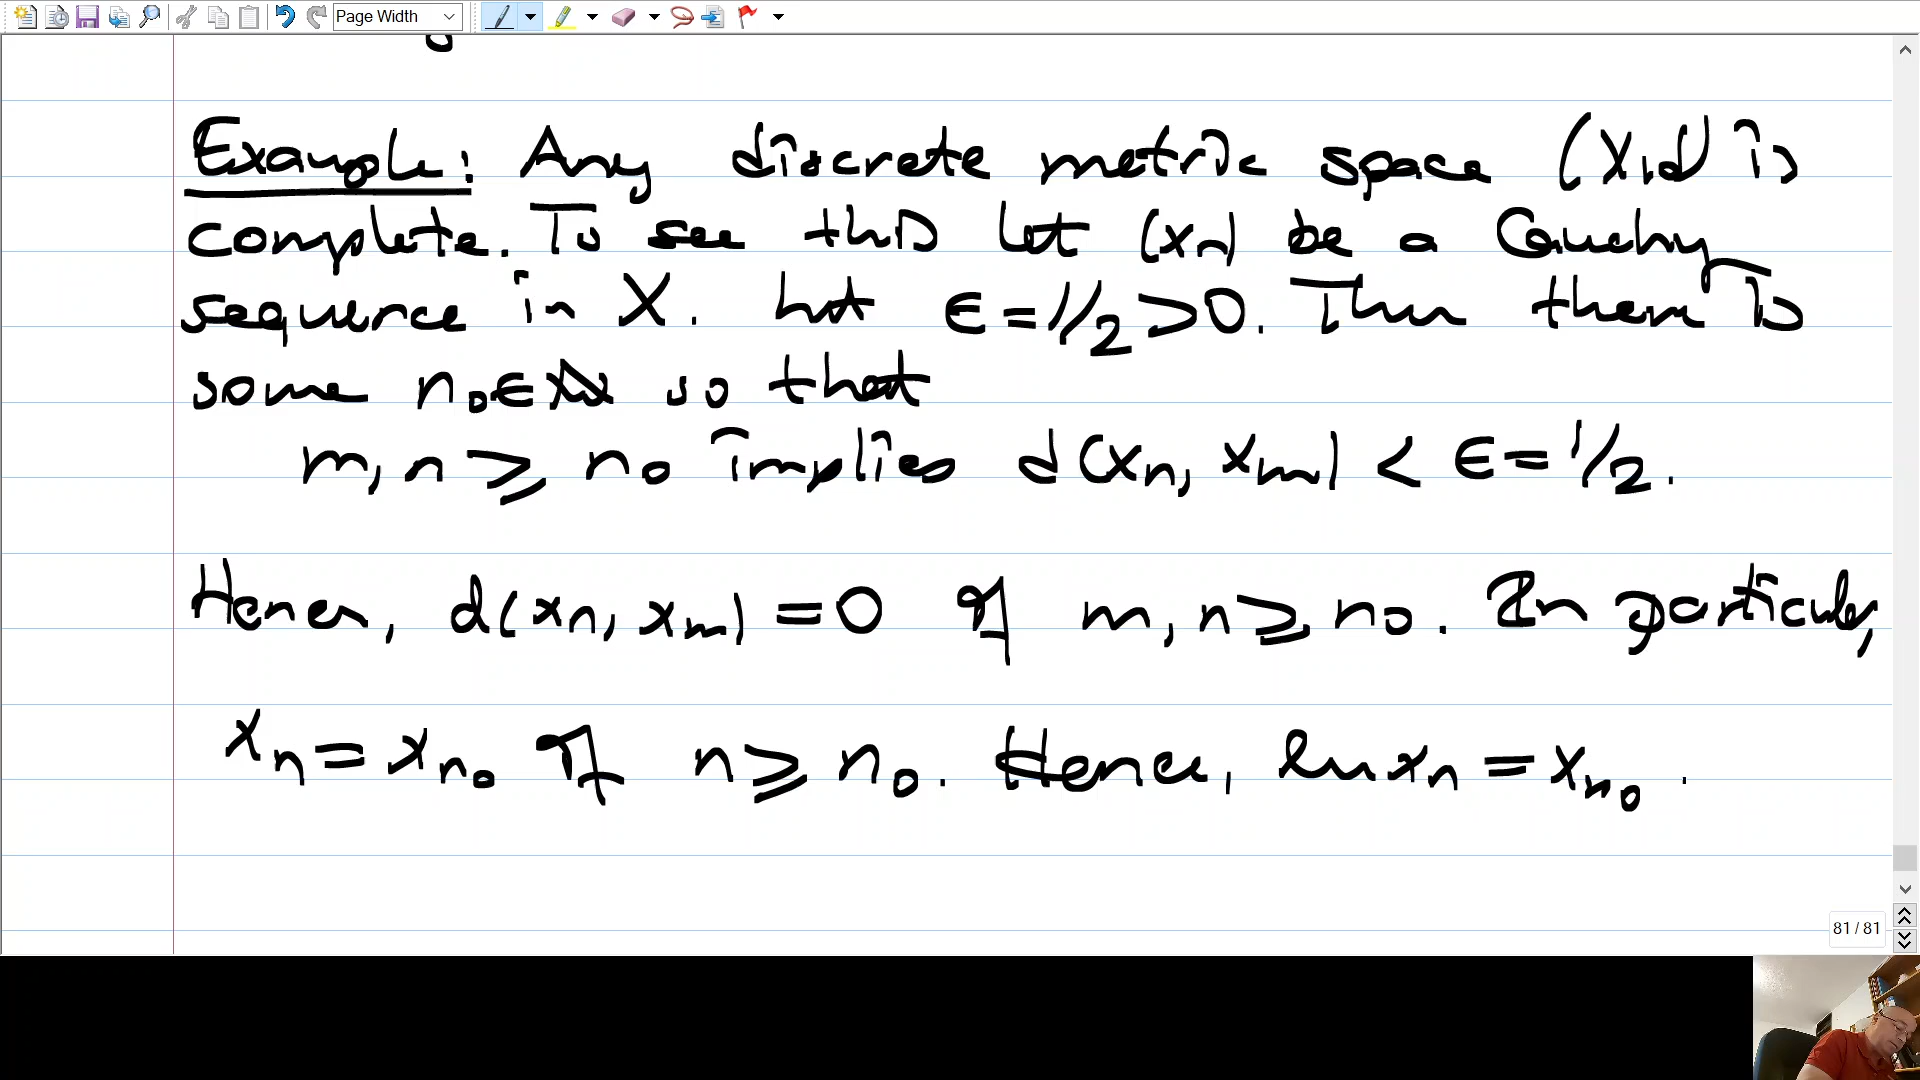 Page Width
Example: Any discrete metric space (X,d) is
complete. To see this let (xn) be a Cauchy
sequence in X. Let ε = 1/2 > 0. Then there is
some n₀ ∈ ℕ so that
m, n ≥ n₀ implies d(xₙ, xₘ) < ε = 1/2.
Hence, d(xₙ, xₘ) = 0 if m, n ≥ n₀. In particular,
xₙ = xₙ₀ if n ≥ n₀. Hence, lim xₙ = xₙ₀.
81 / 81